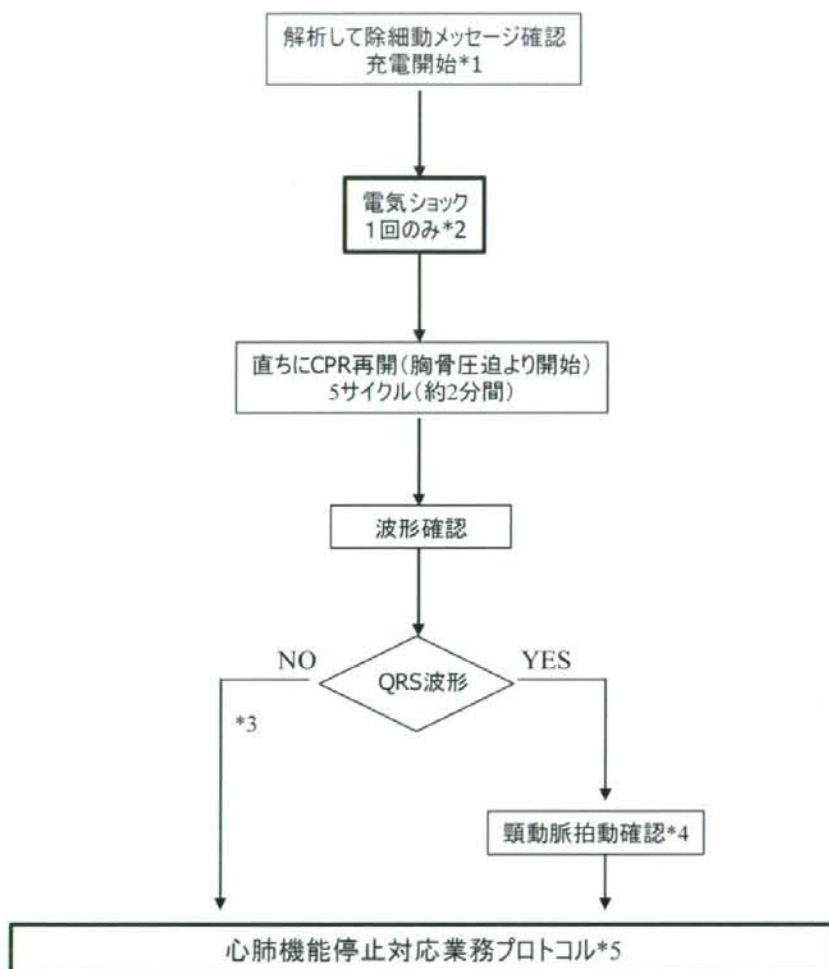 解析して除細動メッセージ確認
充電開始*1
電気ショック
1回のみ*2
直ちにCPR再開（胸骨圧迫より開始）
5サイクル（約2分間）
波形確認
QRS波形
NO
YES
*3
頸動脈拍動確認*4
心肺機能停止対応業務プロトコル*5